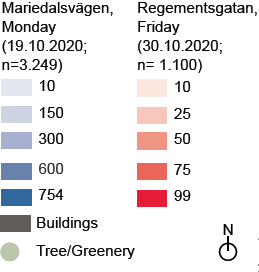 Mariedalsvägen,
Monday
(19.10.2020;
n=3.249)
10
150
300
600
754
Regementsgatan,
Friday
(30.10.2020;
n= 1.100)
10
25
50
75
99
Buildings
Tree/Greenery
N